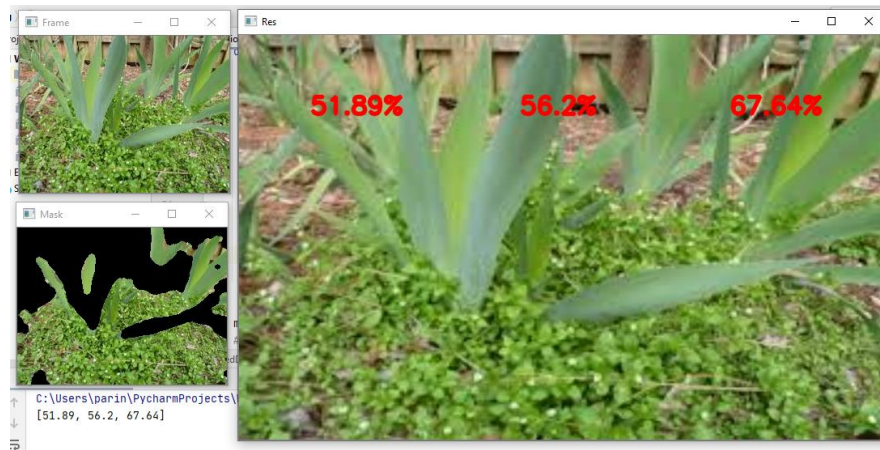 Frame
Res
51.89% 56.2% 67.64%
Mask
C:\Users\parin\PycharmProjects\
[51.89, 56.2, 67.64]